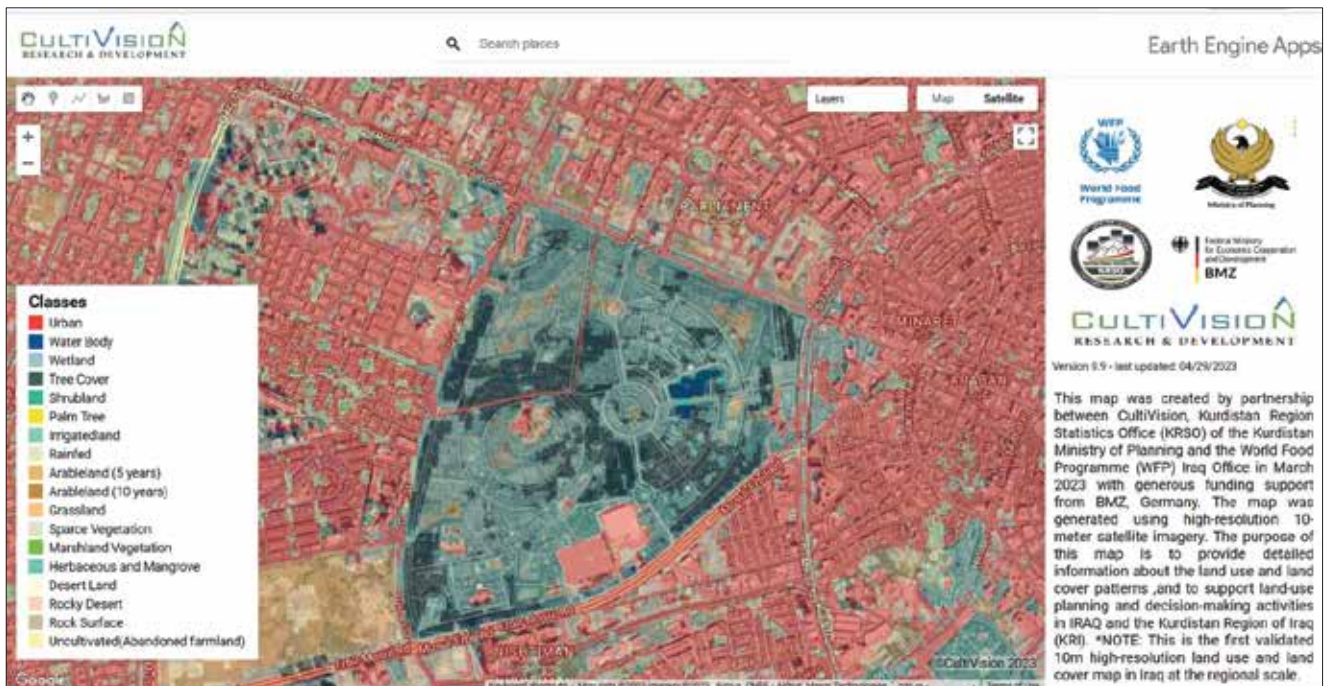 CULTIVISION
RESEARCH & DEVELOPMENT
Search places
Earth Engine Apps
Layers
Map
Satellite
+
−
PARLIAMENT
MINARET
ARABAN
Classes
Urban
Water Body
Wetland
Tree Cover
Shrubland
Palm Tree
Irrigatedland
Rainfed
Arableland (5 years)
Arableland (10 years)
Grassland
Sparce Vegetation
Marshland Vegetation
Herbaceous and Mangrove
Desert Land
Rocky Desert
Rock Surface
Uncultivated(Abandoned farmland)
Google
©CultiVision 2023
Terms of Use
WFP
World Food
Programme
Ministry of Planning
KRSO
Federal Ministry
for Economic Cooperation
and Development
BMZ
CULTIVISION
RESEARCH & DEVELOPMENT
Version 9.9 - last updated: 04/29/2023
This map was created by partnership
between CultiVision, Kurdistan Region
Statistics Office (KRSO) of the Kurdistan
Ministry of Planning and the World Food
Programme (WFP) Iraq Office in March
2023 with generous funding support
from BMZ, Germany. The map was
generated using high-resolution 10-
meter satellite imagery. The purpose of
this map is to provide detailed
information about the land use and land
cover patterns ,and to support land-use
planning and decision-making activities
in IRAQ and the Kurdistan Region of Iraq
(KRI). *NOTE: This is the first validated
10m high-resolution land use and land
cover map in Iraq at the regional scale.